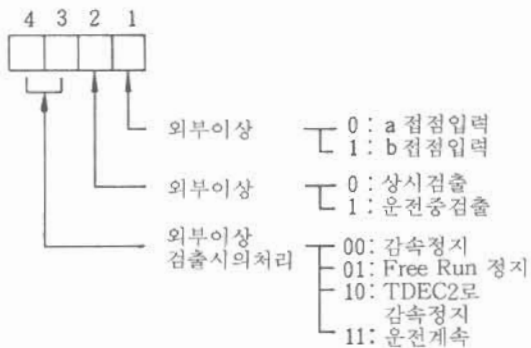 4 3 2 1
외부이상
0 : a 접점입력
1 : b 접점입력
외부이상
0 : 상시검출
1 : 운전중검출
외부이상
검출시의처리
00: 감속정지
01: Free Run 정지
10: TDEC2로
감속정지
11: 운전계속